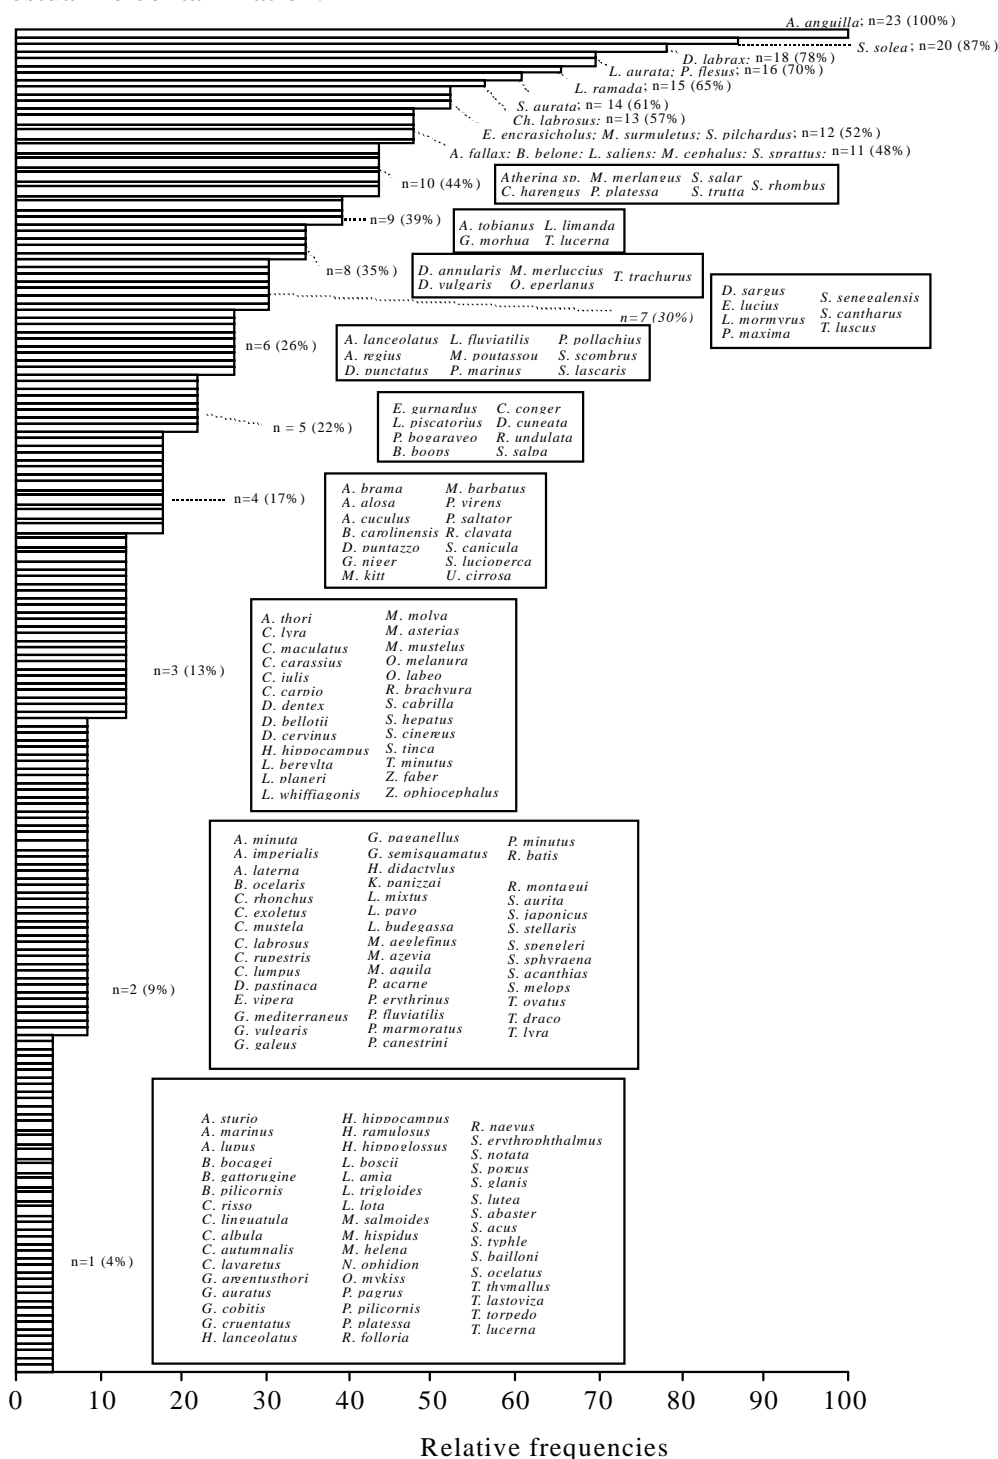 A. anguilla; n=23 (100%)
S. solea; n=20 (87%)
D. labrax; n=18 (78%)
L. aurata; P. flesus; n=16 (70%)
L. ramada; n=15 (65%)
S. aurata; n= 14 (61%)
Ch. labrosus; n=13 (57%)
E. encrasicholus; M. surmuletus; S. pilchardus; n=12 (52%)
A. fallax; B. belone; L. saliens; M. cephalus; S. sprattus; n=11 (48%)
n=10 (44%)
Atherina sp. M. merlangus S. salar
C. harengus P. platessa S. trutta S. rhombus
n=9 (39%)
A. tobianus L. limanda
G. morhua T. lucerna
n=8 (35%)
D. annularis M. merluccius T. trachurus
D. vulgaris O. eperlanus
n=7 (30%)
D. sargus S. senegalensis
E. lucius S. cantharus
L. mormyrus T. luscus
P. maxima
n=6 (26%)
A. lanceolatus L. fluviatilis P. pollachius
A. regius M. poutassou S. scombrus
D. punctatus P. marinus S. lascaris
n = 5 (22%)
E. gurnardus C. conger
L. piscatorius D. cuneata
P. bogaraveo R. undulata
B. boops S. salpa
n=4 (17%)
A. brama M. barbatus
A. alosa P. virens
A. cuculus P. saltator
B. carolinensis R. clavata
D. puntazzo S. canicula
G. niger S. lucioperca
M. kitt U. cirrosa
n=3 (13%)
A. thori M. molva
C. lyra M. asterias
C. maculatus M. mustelus
C. carassius O. melanura
C. julis O. labeo
C. carpio R. brachyura
D. dentex S. cabrilla
D. bellotii S. hepatus
D. cervinus S. cinereus
H. hippocampus S. tinca
L. bergylta T. minutus
L. planeri Z. faber
L. whiffiagonis Z. ophiocephalus
n=2 (9%)
A. minuta G. paganellus P. minutus
A. imperialis G. semisquamatus R. batis
A. laterna H. didactylus
B. ocelaris K. panizzai R. montagui
C. rhonchus L. mixtus S. aurita
C. exoletus L. pavo S. japonicus
C. mustela L. budegassa S. stellaris
C. labrosus M. aeglefinus S. spengleri
C. rupestris M. azevia S. sphyraena
C. lumpus M. aquila S. acanthias
D. pastinaca P. acarne S. melops
E. vipera P. erythrinus T. ovatus
G. mediterraneus P. fluviatilis T. draco
G. vulgaris P. marmoratus T. lyra
G. galeus P. canestrini
n=1 (4%)
A. sturio H. hippocampus R. naevus
A. marinus H. ramulosus S. erythrophthalmus
A. lupus H. hippoglossus S. notata
B. bocagei L. boscii S. porcus
B. gattorugine L. amia S. glanis
B. pilicornis L. trigloides S. lutea
C. risso L. lota S. abaster
C. linguatula M. salmoides S. acus
C. albula M. hispidus S. typhle
C. autumnalis M. helena S. bailloni
C. lavaretus N. ophidion S. ocelatus
G. argentusthori O. mykiss T. thymallus
G. auratus P. pagrus T. lastoviza
G. cobitis P. pilicornis T. torpedo
G. cruentatus P. platessa T. lucerna
H. lanceolatus R. folloria
0 10 20 30 40 50 60 70 80 90 100
Relative frequencies